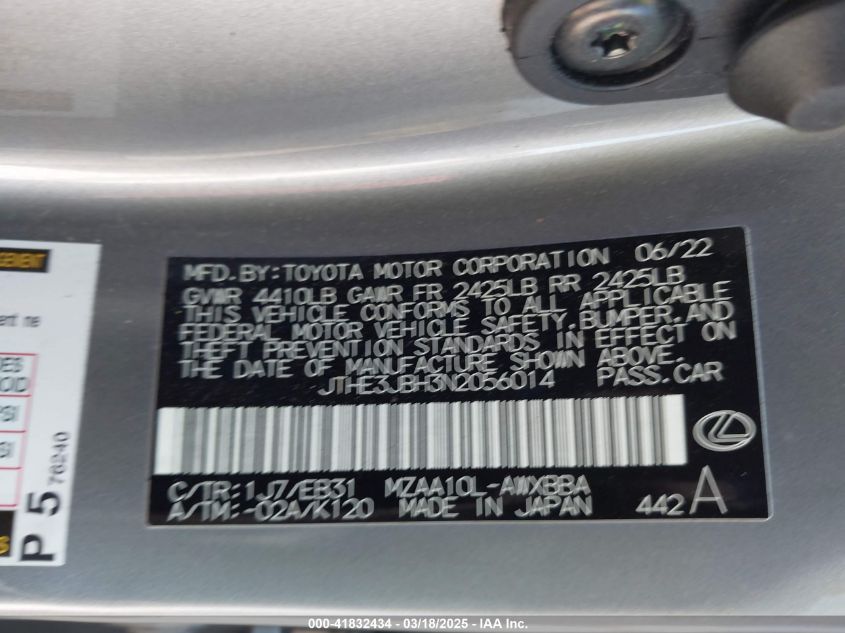 MFD.BY:TOYOTA MOTOR CORPORATION 06/22
GVWR 4410LB GAWR FR 2425LB RR 2425LB
THIS VEHICLE CONFORMS TO ALL APPLICABLE
FEDERAL MOTOR VEHICLE SAFETY,BUMPER,AND
THEFT PREVENTION STANDARDS IN EFFECT ON
THE DATE OF MANUFACTURE SHOWN ABOVE.
JTHE3JBH3N2056014 PASS.CAR
C/TR:1J7/EB31 MZAA10L-AWXBBA
A/TM:-02A/K120 MADE IN JAPAN 442 A
P 5 76240
000-41832434 - 03/18/2025 - IAA Inc.